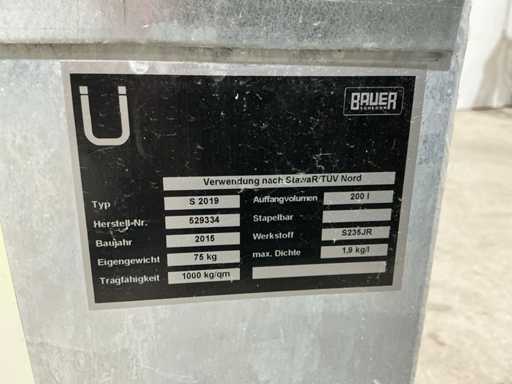 Ü
BAUER
Verwendung nach StawaR/TÜV Nord
Typ S 2019 Auffangvolumen 200 l
Herstell-Nr. 529334 Stapelbar
Baujahr 2015 Werkstoff S235JR
Eigengewicht 75 kg max. Dichte 1,9 kg/l
Tragfähigkeit 1000 kg/qm